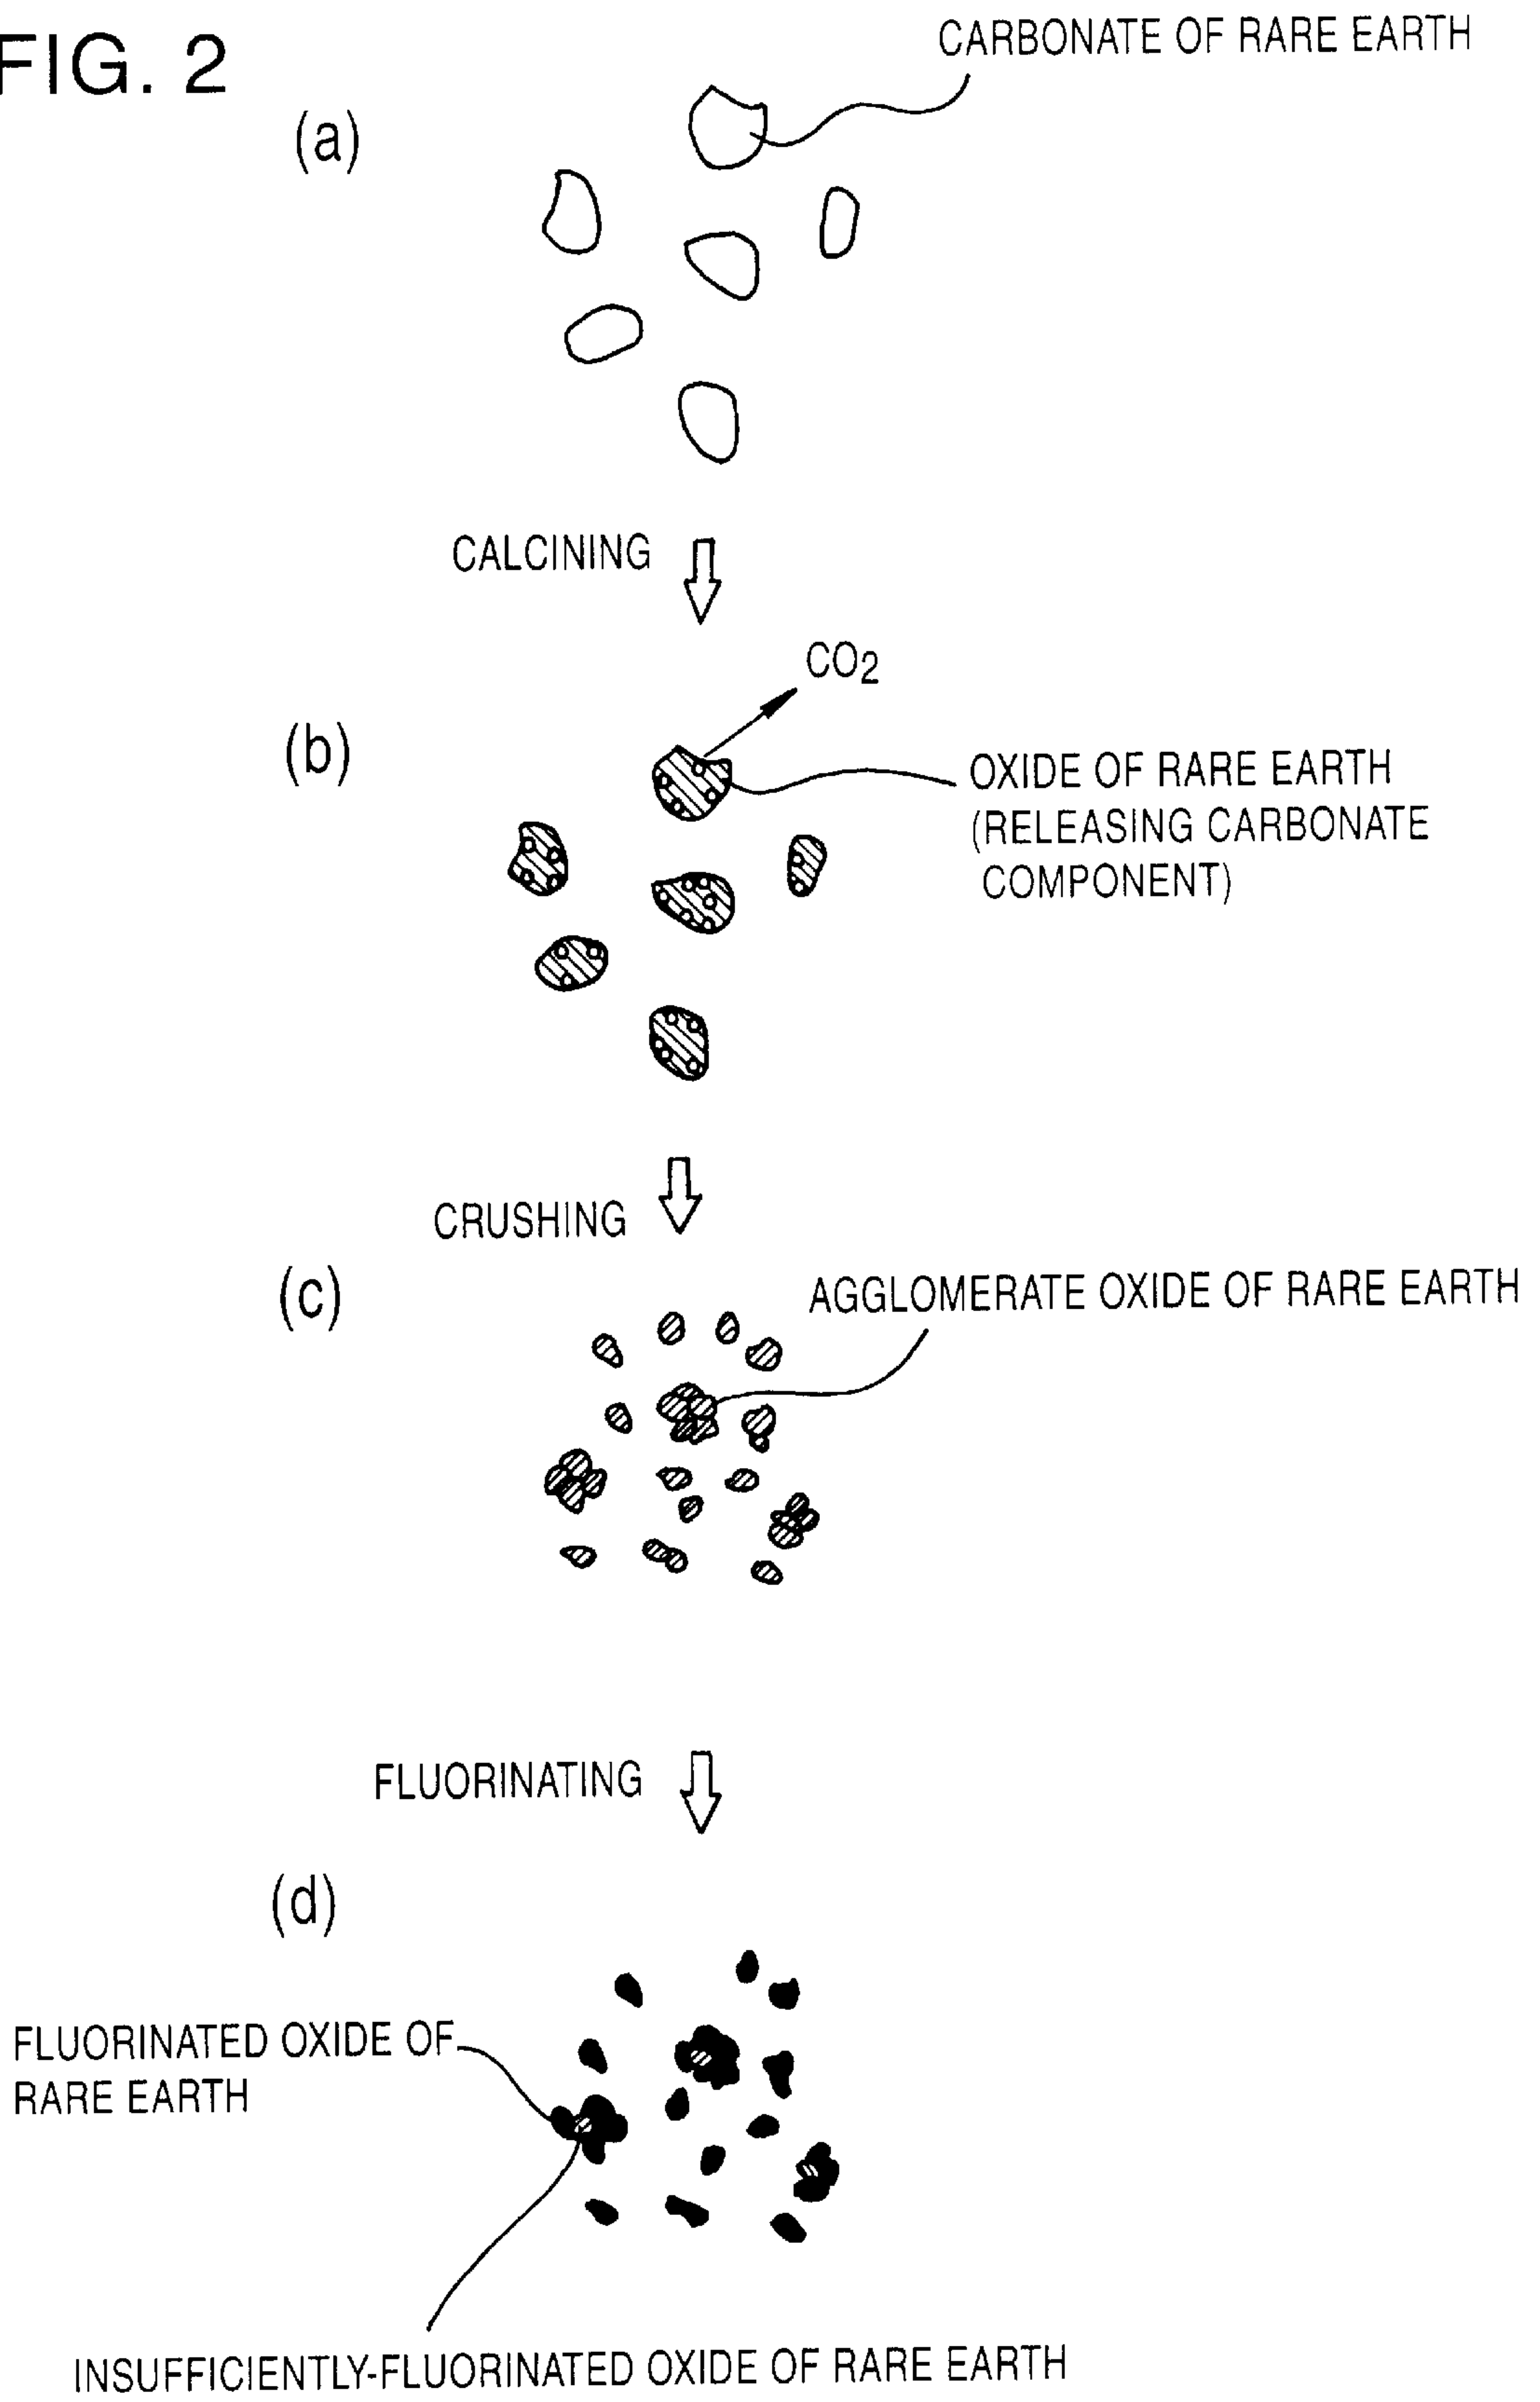 FIG. 2
CARBONATE OF RARE EARTH
(a)
CALCINING
CO2
(b)
OXIDE OF RARE EARTH
(RELEASING CARBONATE
COMPONENT)
CRUSHING
(c)
AGGLOMERATE OXIDE OF RARE EARTH
FLUORINATING
(d)
FLUORINATED OXIDE OF
RARE EARTH
INSUFFICIENTLY-FLUORINATED OXIDE OF RARE EARTH